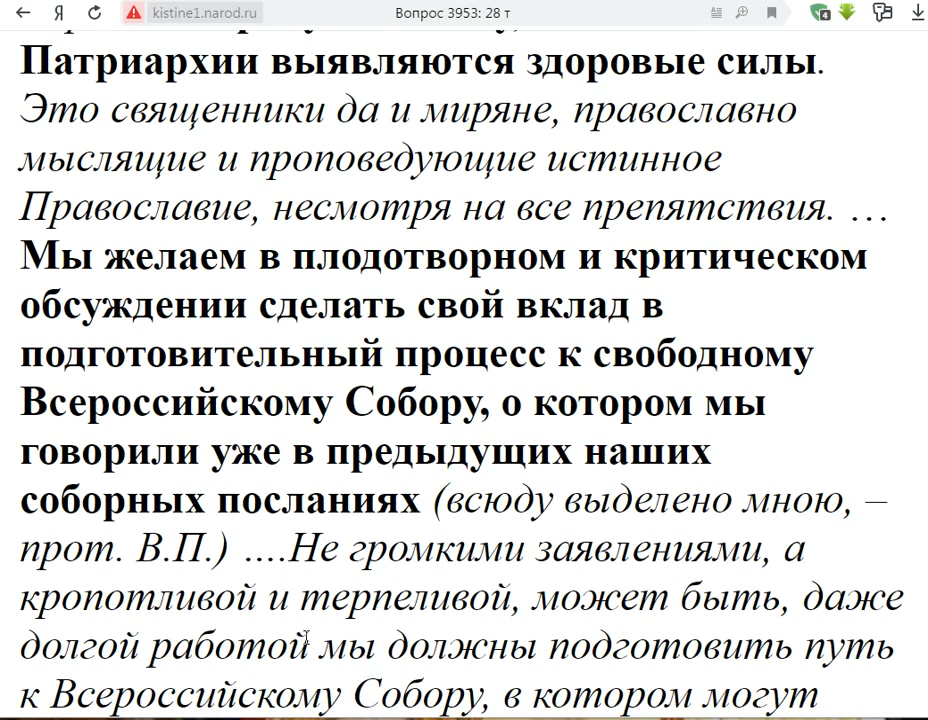 kistine1.narod.ru
Вопрос 3953: 28 т
4
Патриархии выявляются здоровые силы.
Это священники да и миряне, православно
мыслящие и проповедующие истинное
Православие, несмотря на все препятствия. …
Мы желаем в плодотворном и критическом
обсуждении сделать свой вклад в
подготовительный процесс к свободному
Всероссийскому Собору, о котором мы
говорили уже в предыдущих наших
соборных посланиях (всюду выделено мною, –
прот. В.П.) ….Не громкими заявлениями, а
кропотливой и терпеливой, может быть, даже
долгой работой мы должны подготовить путь
к Всероссийскому Собору, в котором могут